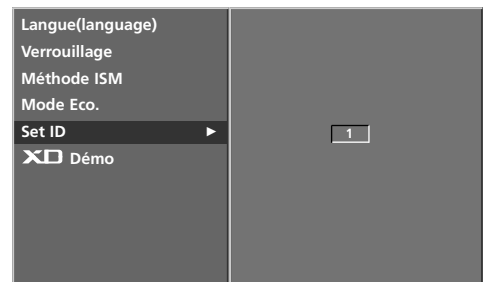 Langue(language)
Verrouillage
Méthode ISM
Mode Eco.
Set ID ►
1
XD Démo